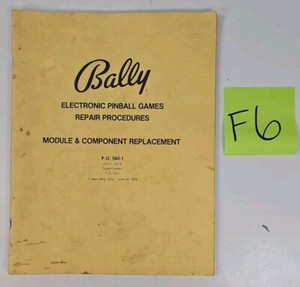 Bally
ELECTRONIC PINBALL GAMES
REPAIR PROCEDURES
MODULE & COMPONENT REPLACEMENT
F.O. 560-1
F6